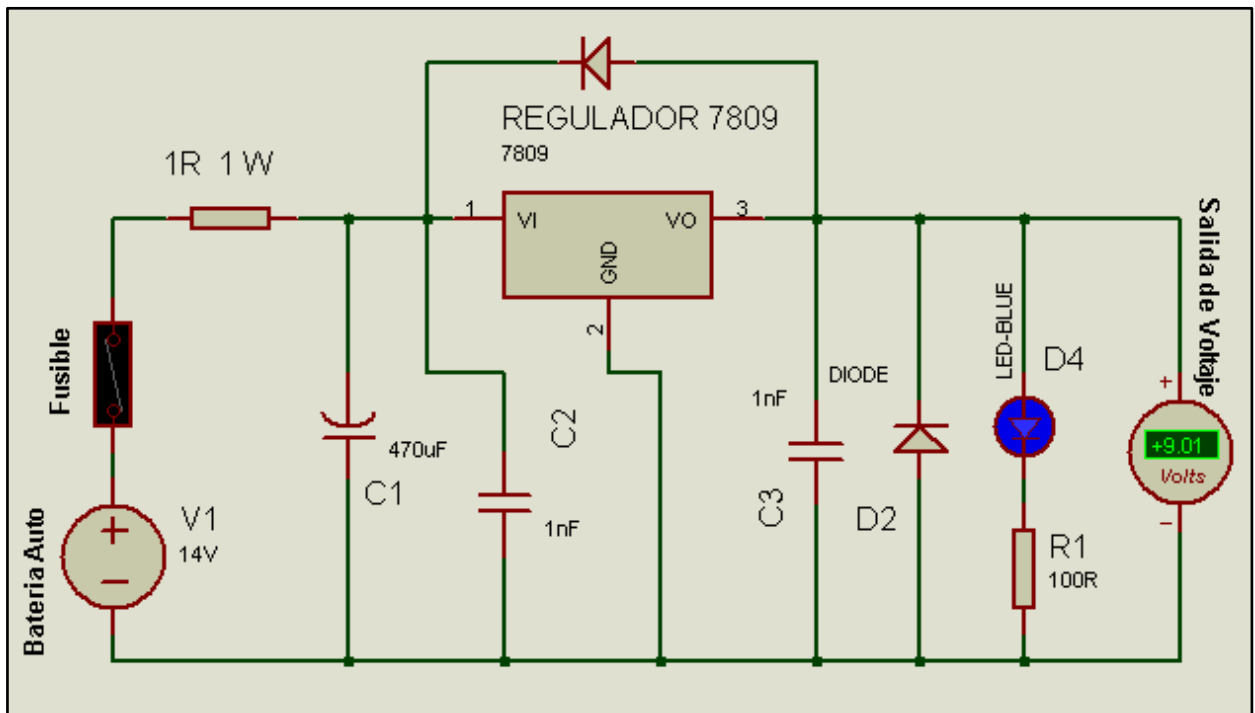 REGULADOR 7809
7809
1R 1 W
1
VI
VO
3
GND
2
Salida de Voltaje
Fusible
470uF
C1
C2
1nF
1nF
C3
DIODE
D2
LED-BLUE
D4
+
+9.01
Volts
−
R1
100R
Bateria Auto
+
−
V1
14V